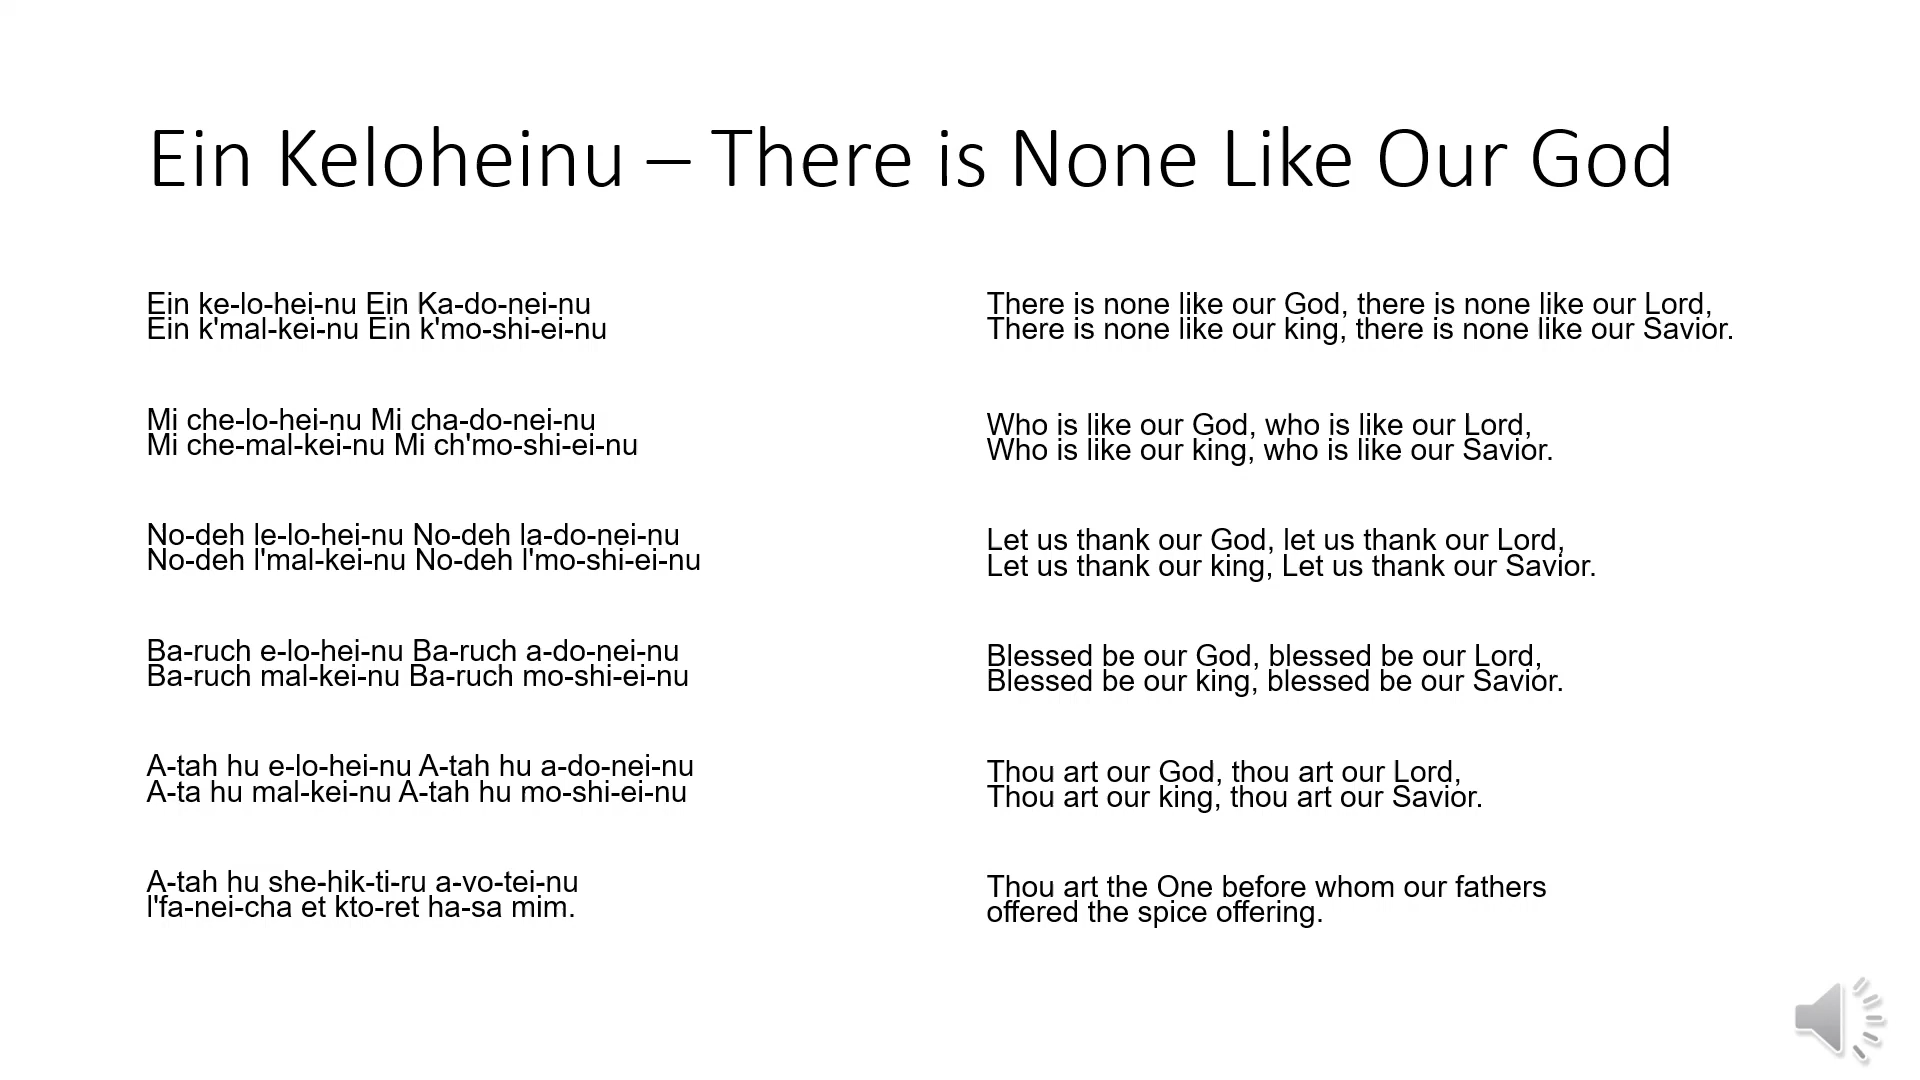 Ein Keloheinu – There is None Like Our God
Ein ke-lo-hei-nu Ein Ka-do-nei-nu
Ein k'mal-kei-nu Ein k'mo-shi-ei-nu
Mi che-lo-hei-nu Mi cha-do-nei-nu
Mi che-mal-kei-nu Mi ch'mo-shi-ei-nu
No-deh le-lo-hei-nu No-deh la-do-nei-nu
No-deh l'mal-kei-nu No-deh l'mo-shi-ei-nu
Ba-ruch e-lo-hei-nu Ba-ruch a-do-nei-nu
Ba-ruch mal-kei-nu Ba-ruch mo-shi-ei-nu
A-tah hu e-lo-hei-nu A-tah hu a-do-nei-nu
A-ta hu mal-kei-nu A-tah hu mo-shi-ei-nu
A-tah hu she-hik-ti-ru a-vo-tei-nu
l'fa-nei-cha et kto-ret ha-sa mim.
There is none like our God, there is none like our Lord,
There is none like our king, there is none like our Savior.
Who is like our God, who is like our Lord,
Who is like our king, who is like our Savior.
Let us thank our God, let us thank our Lord,
Let us thank our king, Let us thank our Savior.
Blessed be our God, blessed be our Lord,
Blessed be our king, blessed be our Savior.
Thou art our God, thou art our Lord,
Thou art our king, thou art our Savior.
Thou art the One before whom our fathers
offered the spice offering.